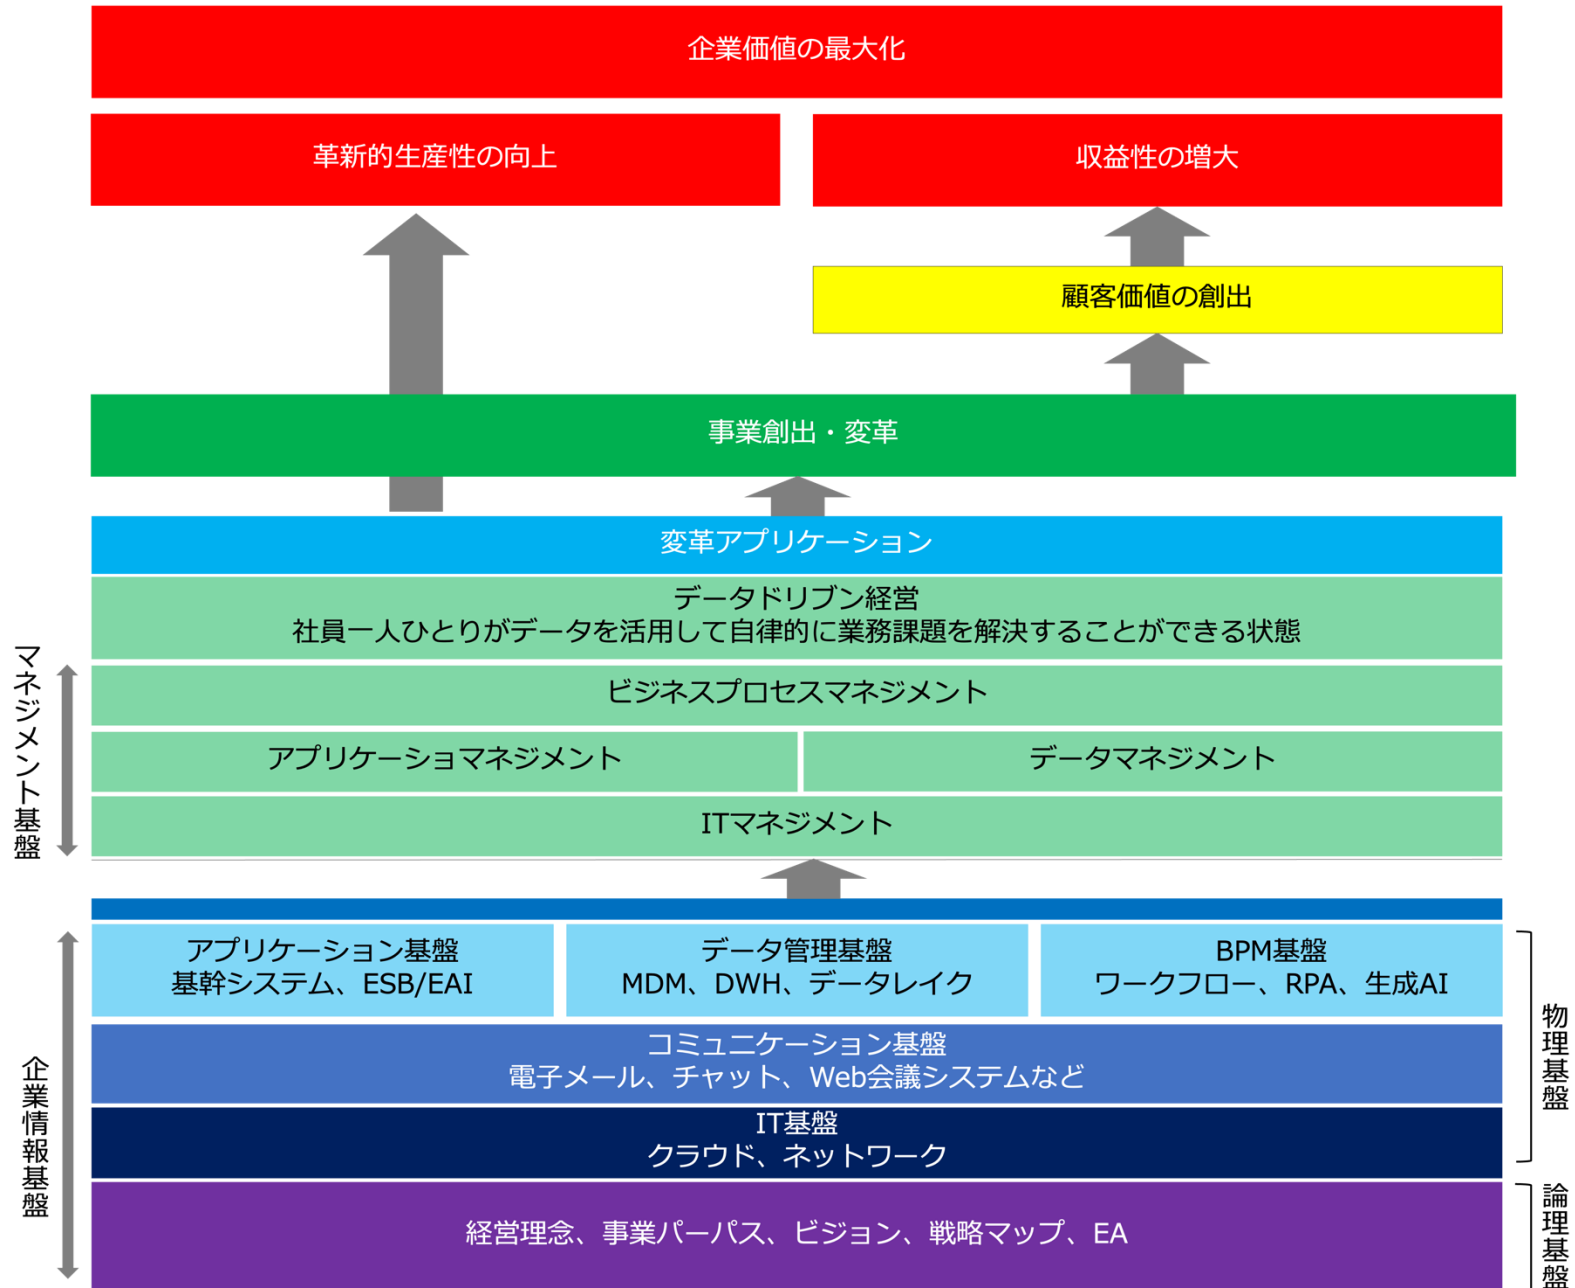 企業価値の最大化
革新的生産性の向上
収益性の増大
顧客価値の創出
事業創出・変革
変革アプリケーション
データドリブン経営
社員一人ひとりがデータを活用して自律的に業務課題を解決することができる状態
マネジメント基盤
ビジネスプロセスマネジメント
アプリケーショマネジメント
データマネジメント
ITマネジメント
企業情報基盤
アプリケーション基盤
基幹システム、ESB/EAI
データ管理基盤
MDM、DWH、データレイク
BPM基盤
ワークフロー、RPA、生成AI
コミュニケーション基盤
電子メール、チャット、Web会議システムなど
IT基盤
クラウド、ネットワーク
物理基盤
経営理念、事業パーパス、ビジョン、戦略マップ、EA
論理基盤